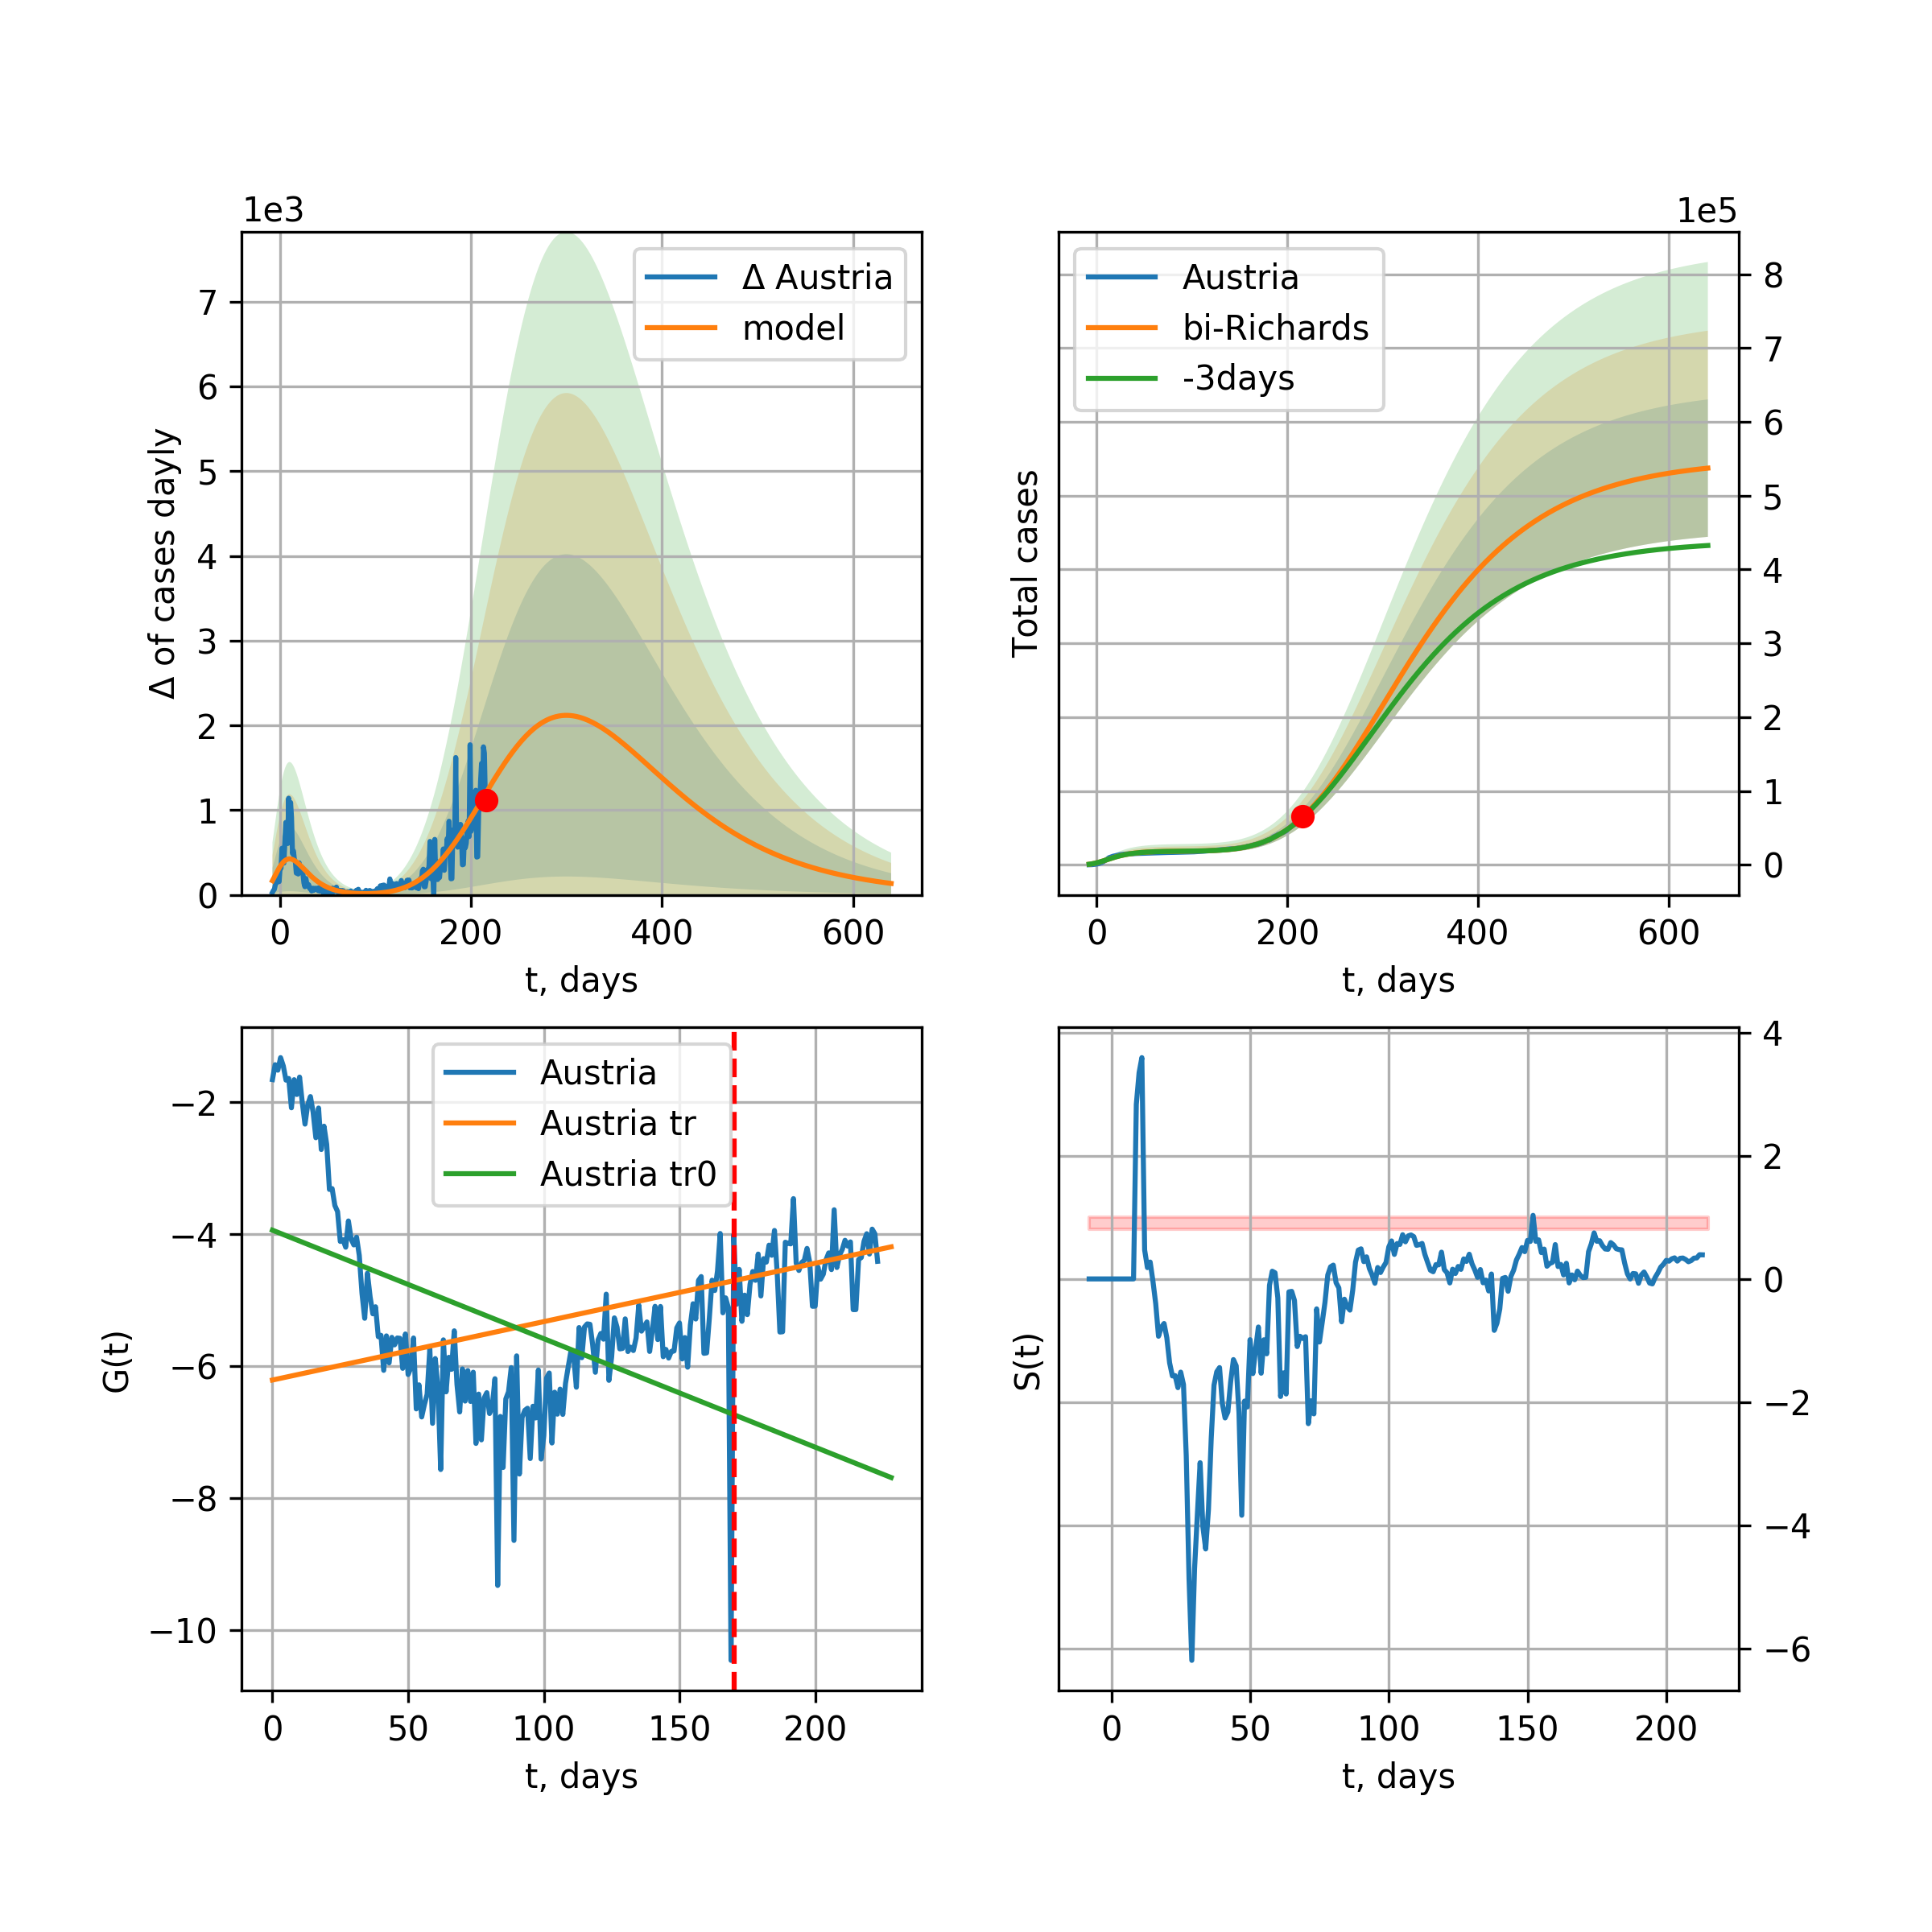 1e3
Δ of cases dayly
7
6
5
4
3
2
1
0
0 200 400 600
t, days
Δ Austria
model
1e5
Total cases
8
7
6
5
4
3
2
1
0
0 200 400 600
t, days
Austria
bi-Richards
-3days
G(t)
−2
−4
−6
−8
−10
0 50 100 150 200
t, days
Austria
Austria tr
Austria tr0
S(t)
4
2
0
−2
−4
−6
0 50 100 150 200
t, days